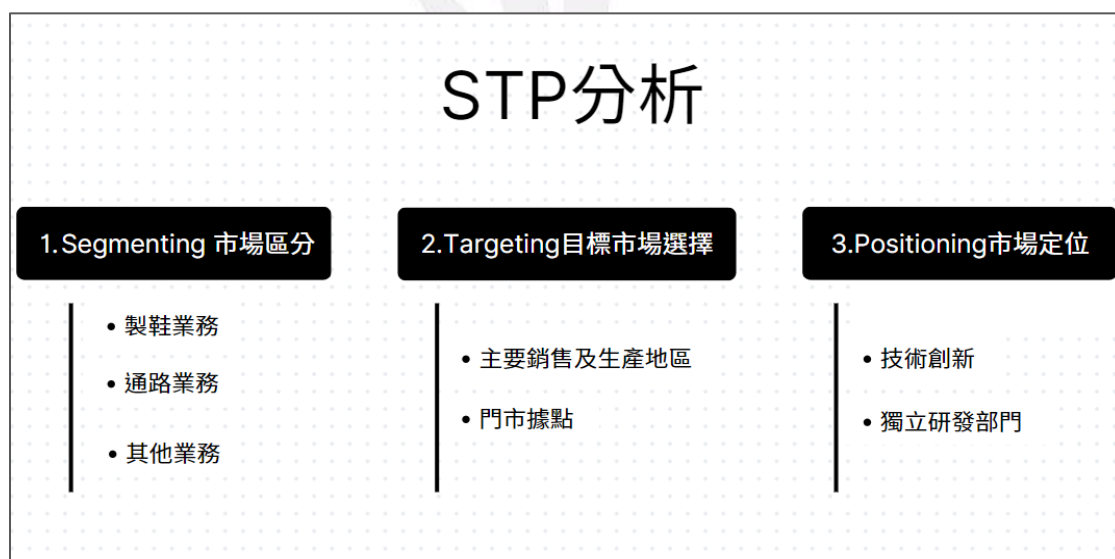 STP分析
1.Segmenting 市場區分
• 製鞋業務
• 通路業務
• 其他業務
2.Targeting目標市場選擇
• 主要銷售及生產地區
• 門市據點
3.Positioning市場定位
• 技術創新
• 獨立研發部門